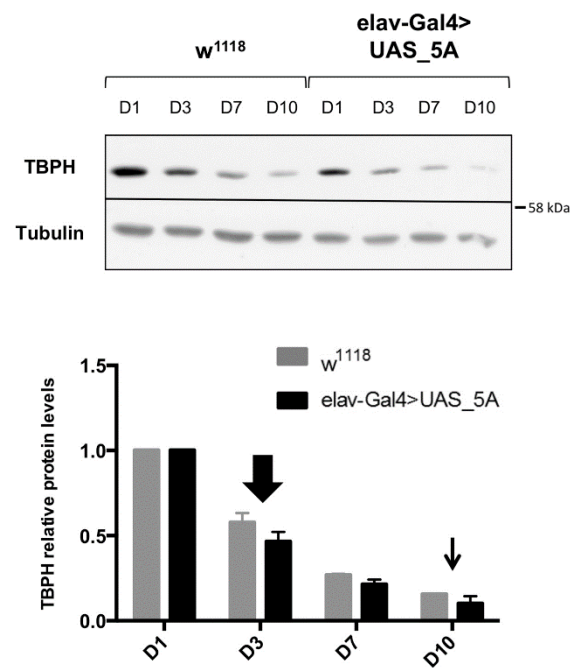 elav-Gal4>
UAS_5A
w1118
D1 D3 D7 D10 D1 D3 D7 D10
TBPH
58 kDa
Tubulin
w1118
elav-Gal4>UAS_5A
TBPH relative protein levels
1.5
1.0
0.5
0.0
D1 D3 D7 D10